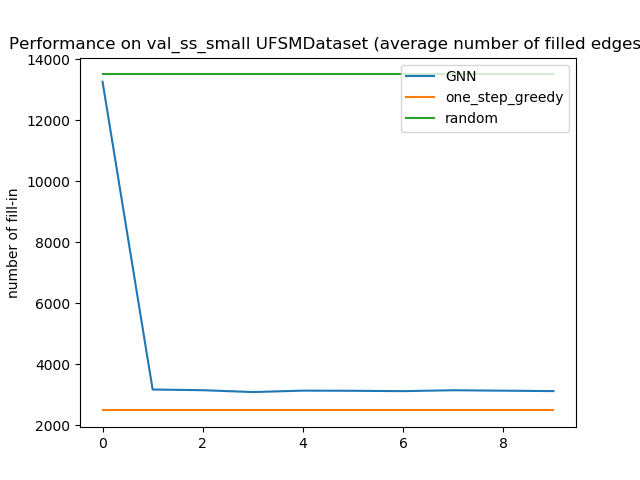 Performance on val_ss_small UFSMDataset (average number of filled edges
14000
12000
10000
8000
6000
4000
2000
number of fill-in
GNN
one_step_greedy
random
0 2 4 6 8